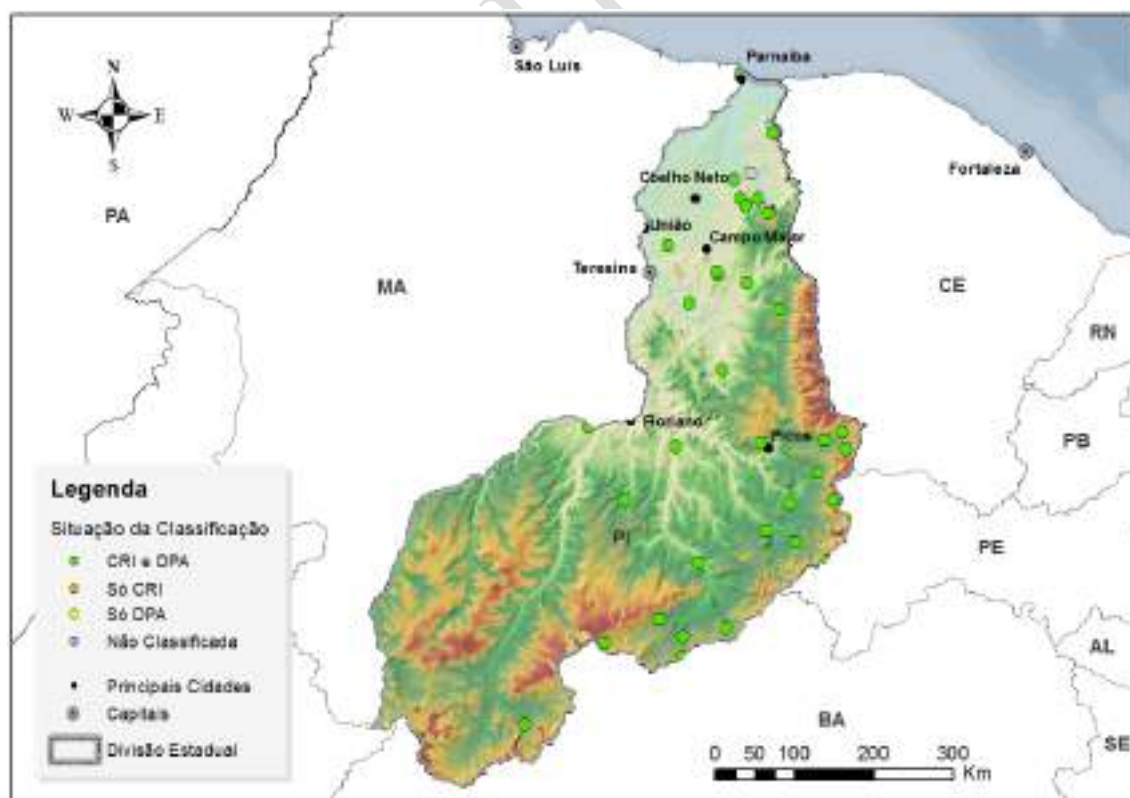 N
W E
S
São Luís
Parnaíba
Fortaleza
Coelho Neto
PA
União
Campo Maior
Teresina
MA
CE
RN
Floriano
Picos
PB
PI
PE
AL
BA
SE
Legenda
Situação da Classificação
CRI e DPA
Só CRI
Só DPA
Não Classificada
Principais Cidades
Capitais
Divisão Estadual
0 50 100 200 300
Km